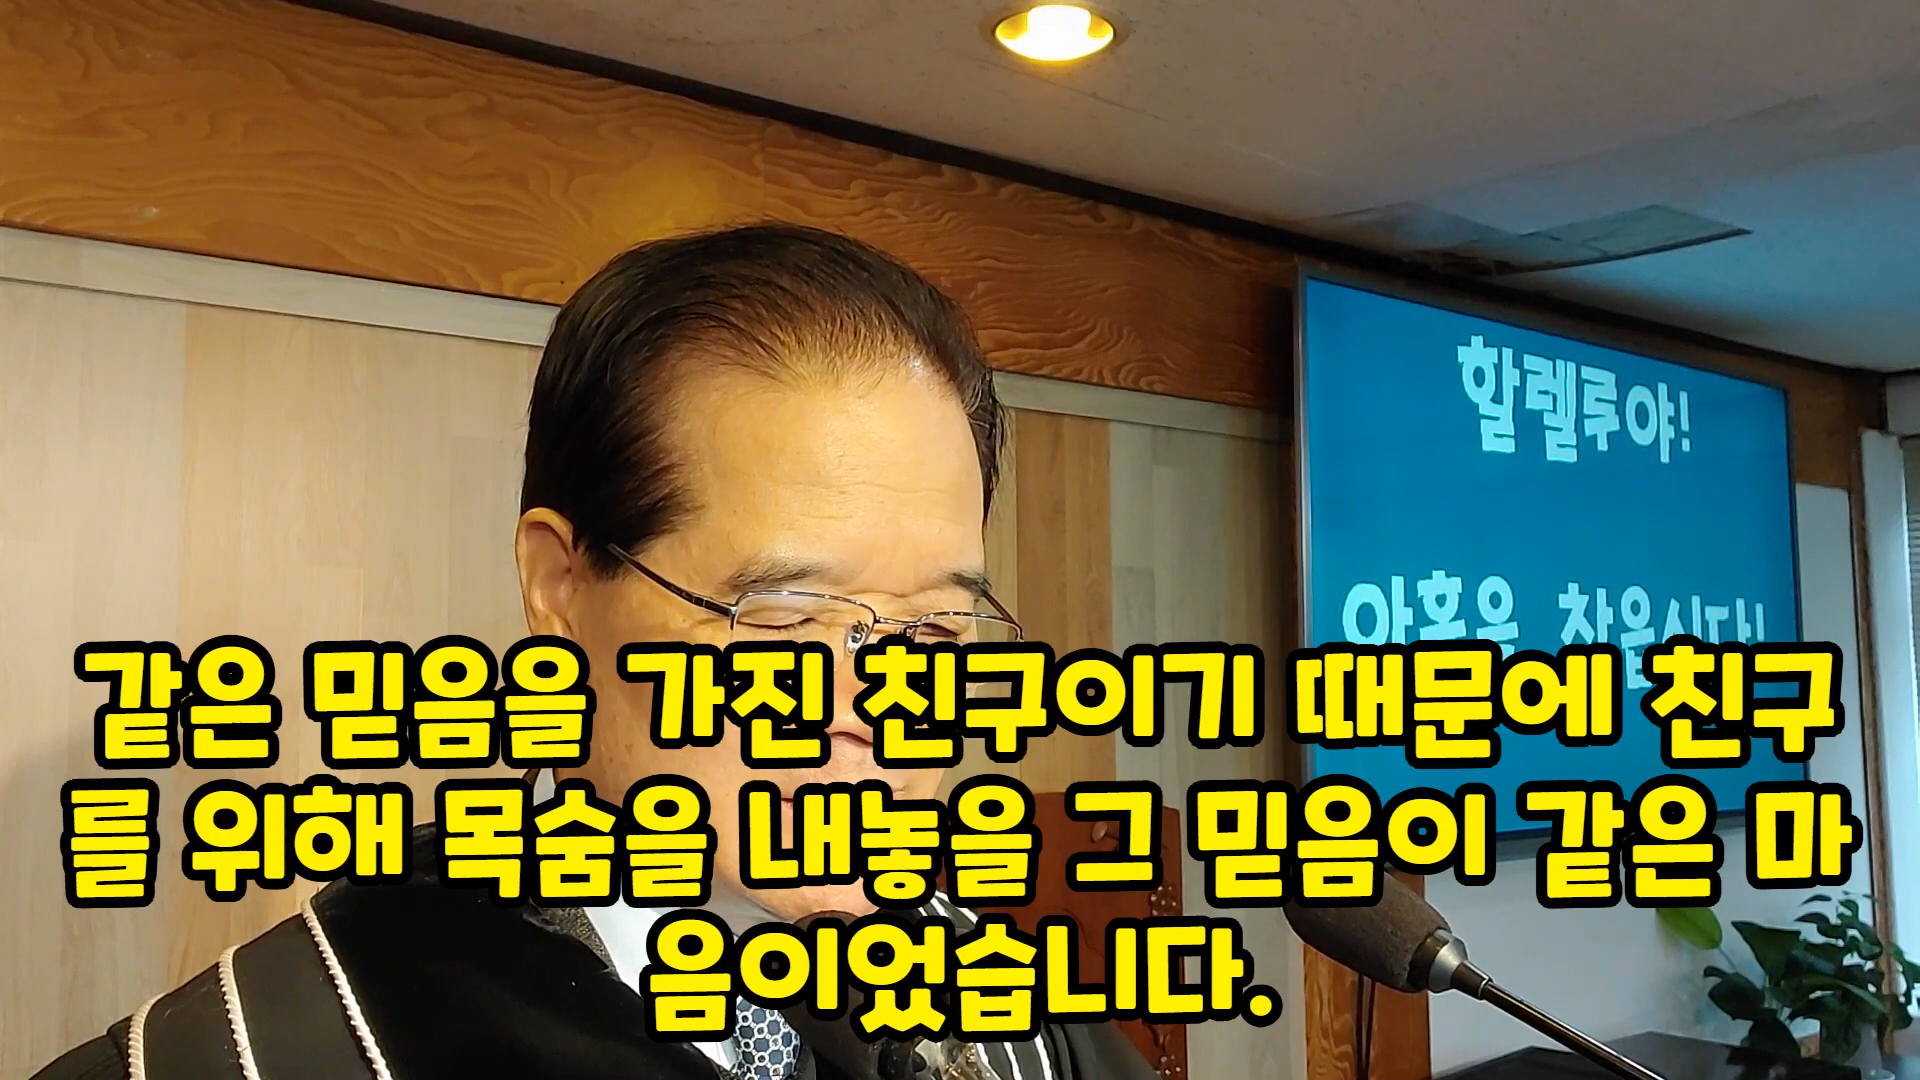 할렐루야!
같은 믿음을 가진 친구이기 때문에 친구
를 위해 목숨을 내놓을 그 믿음이 같은 마
음이었습니다.